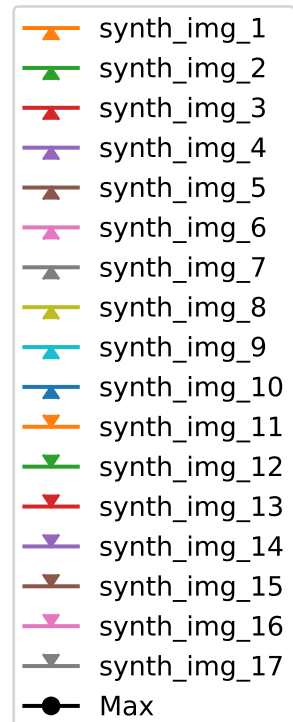 synth_img_1
synth_img_2
synth_img_3
synth_img_4
synth_img_5
synth_img_6
synth_img_7
synth_img_8
synth_img_9
synth_img_10
synth_img_11
synth_img_12
synth_img_13
synth_img_14
synth_img_15
synth_img_16
synth_img_17
Max